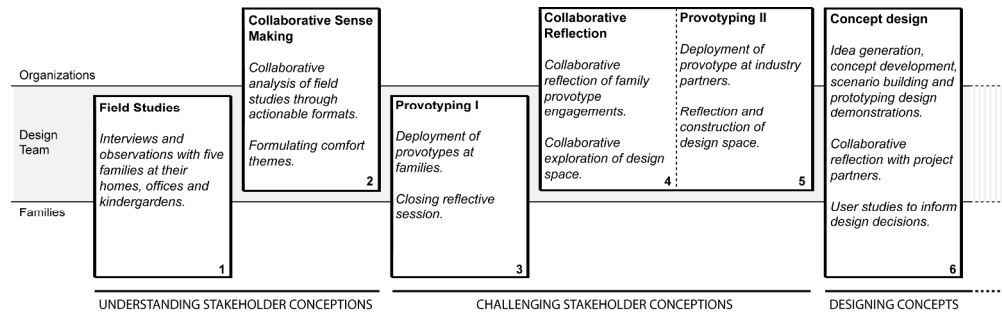 Organizations
Design
Team
Families
Field Studies
Interviews and
observations with five
families at their
homes, offices and
kindergardens.
1
Collaborative Sense
Making
Collaborative
analysis of field
studies through
actionable formats.
Formulating comfort
themes.
2
Provotyping I
Deployment of
provotypes at
families.
Closing reflective
session.
3
Collaborative
Reflection
Collaborative
reflection of family
provotype
engagements.
Collaborative
exploration of design
space.
4
Provotyping II
Deployment of
provotype at industry
partners.
Reflection and
construction of
design space.
5
Concept design
Idea generation,
concept development,
scenario building and
prototyping design
demonstrations.
Collaborative
reflection with project
partners.
User studies to inform
design decisions.
6
UNDERSTANDING STAKEHOLDER CONCEPTIONS
CHALLENGING STAKEHOLDER CONCEPTIONS
DESIGNING CONCEPTS